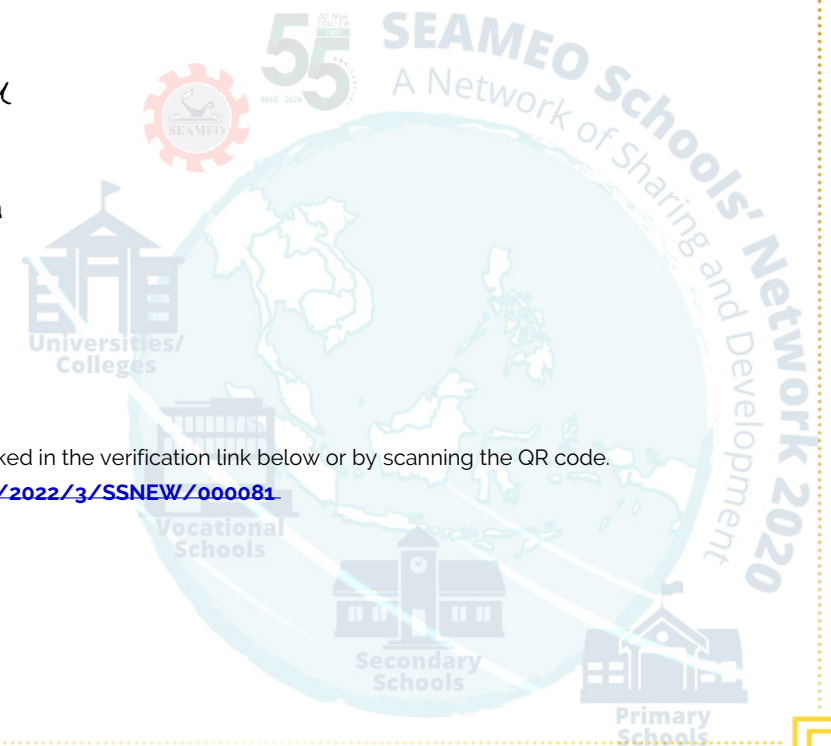 55
1965 - 2020
SEAMEO
SEAMEO Schools' Network 2020
A Network of Sharing and Development
Universities/
Colleges
ked in the verification link below or by scanning the QR code.
/2022/3/SSNEW/000081
Vocational
Schools
Secondary
Schools
Primary
Schools